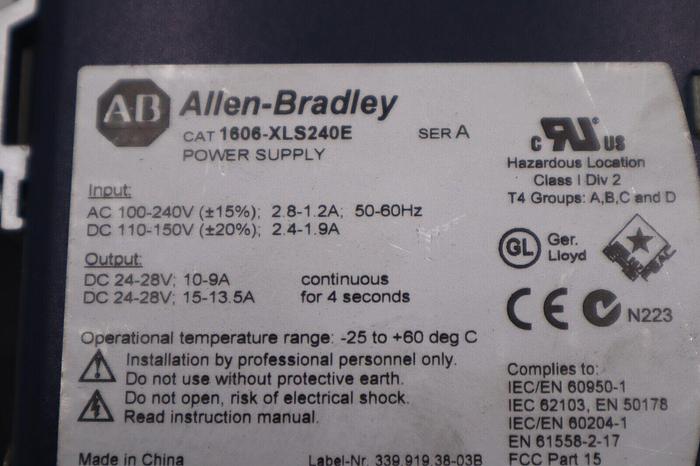 AB Allen-Bradley
CAT 1606-XLS240E SER A
POWER SUPPLY
Input:
AC 100-240V (±15%); 2.8-1.2A; 50-60Hz
DC 110-150V (±20%); 2.4-1.9A
Output:
DC 24-28V; 10-9A continuous
DC 24-28V; 15-13.5A for 4 seconds
Operational temperature range: -25 to +60 deg C
Installation by professional personnel only.
Do not use without protective earth.
Do not open, risk of electrical shock.
Read instruction manual.
Made in China Label-Nr. 339.919.38-03B
C UR US
Hazardous Location
Class I Div 2
T4 Groups: A,B,C and D
GL Ger.
Lloyd
CE N223
Complies to:
IEC/EN 60950-1
IEC 62103, EN 50178
IEC/EN 60204-1
EN 61558-2-17
FCC Part 15